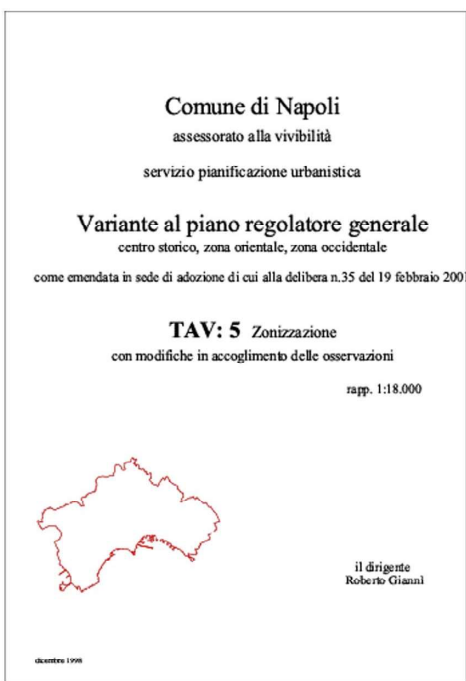 Comune di Napoli
assessorato alla vivibilità
servizio pianificazione urbanistica
Variante al piano regolatore generale
centro storico, zona orientale, zona occidentale
come emendata in sede di adozione di cui alla delibera n.35 del 19 febbraio 2001
TAV: 5 Zonizzazione
con modifiche in accoglimento delle osservazioni
rapp. 1:18.000
il dirigente
Roberto Giannì
dicembre 1998